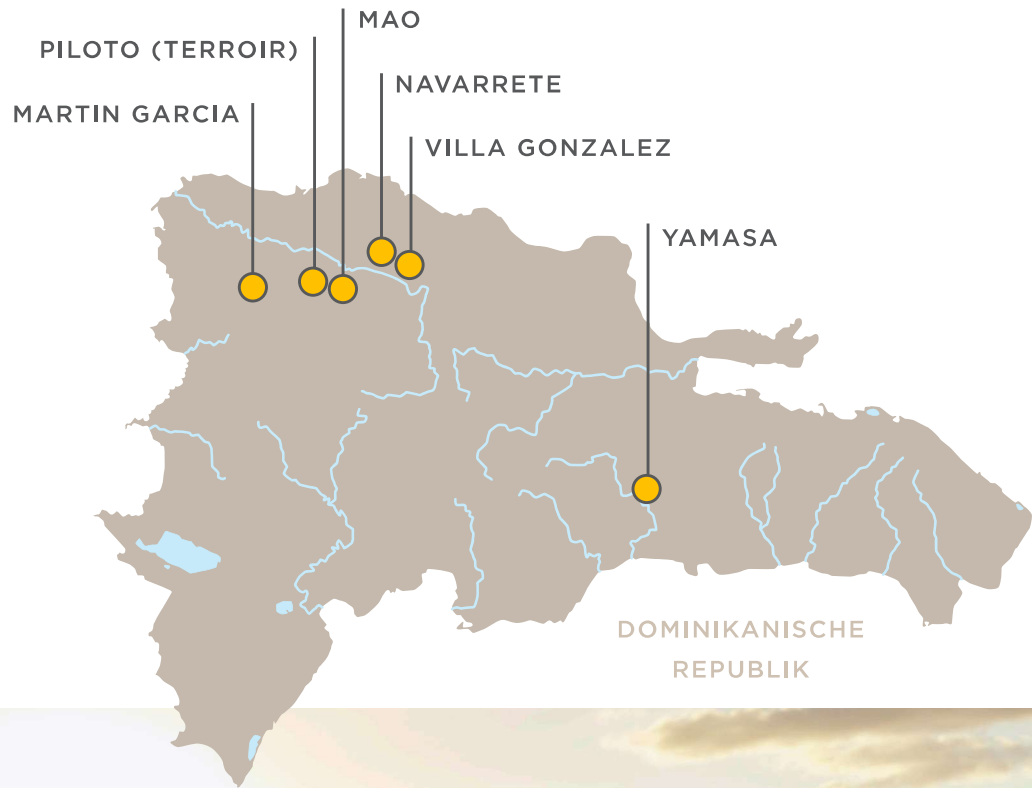 MAO
PILOTO (TERROIR)
NAVARRETE
MARTIN GARCIA
VILLA GONZALEZ
YAMASA
DOMINIKANISCHE
REPUBLIK